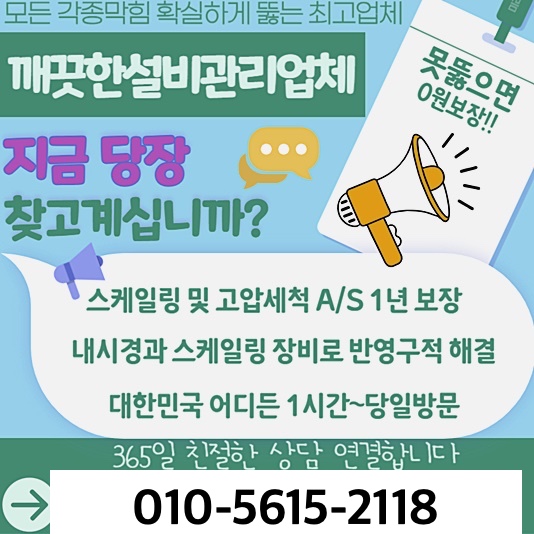 모든 각종막힘 확실하게 뚫는 최고업체
깨끗한설비관리업체
못뚫으면
0원보장!!
지금 당장
찾고계십니까?
스케일링 및 고압세척 A/S 1년 보장
내시경과 스케일링 장비로 반영구적 해결
대한민국 어디든 1시간~당일방문
365일 친절한 상담 연결합니다
010-5615-2118